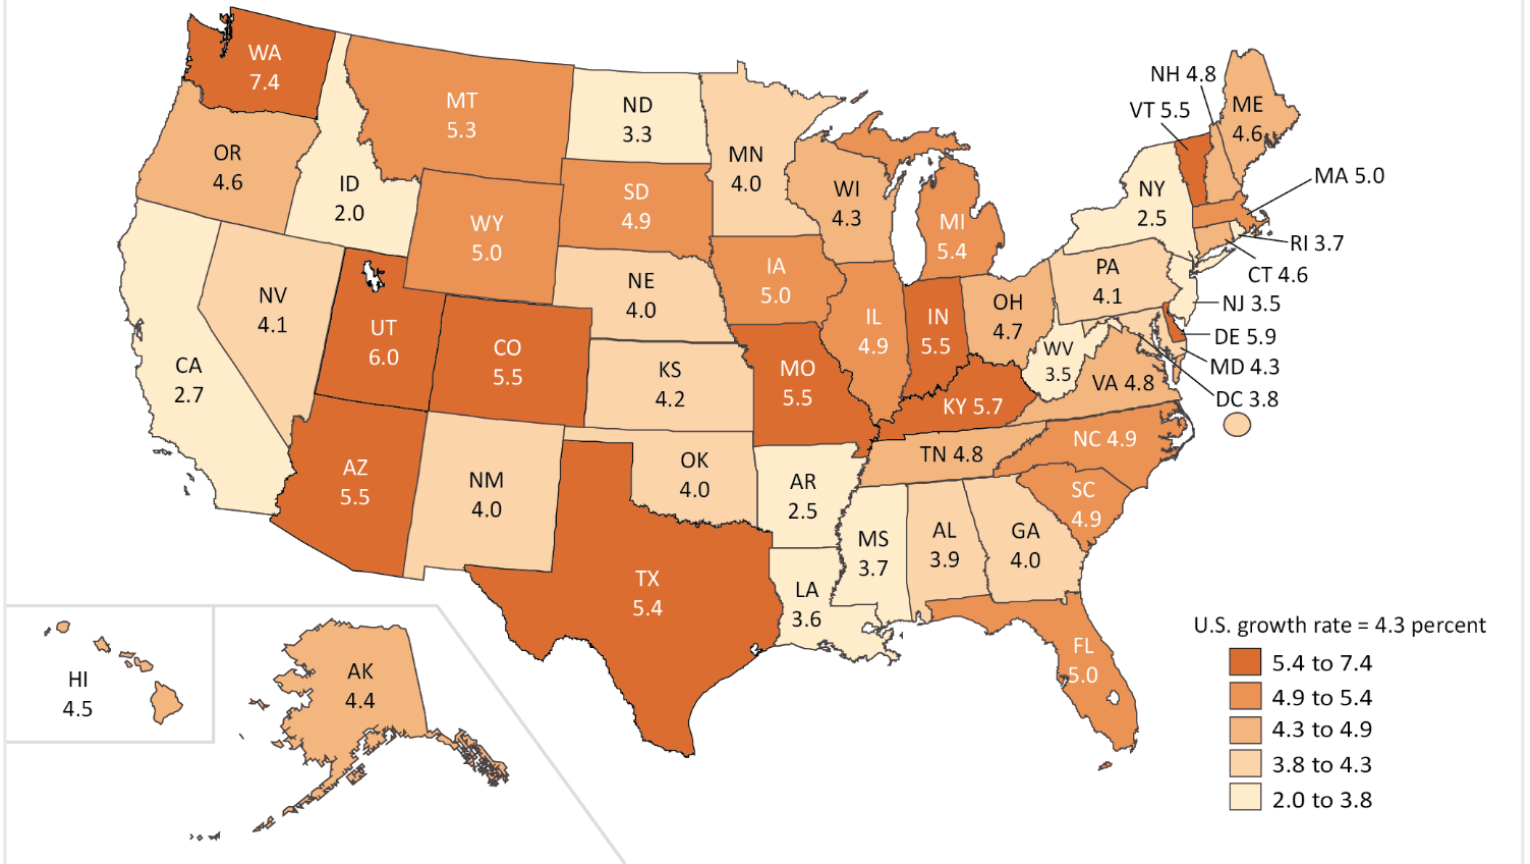 WA
7.4
MT
5.3
ND
3.3
MN
4.0
OR
4.6
ID
2.0
WY
5.0
SD
4.9
WI
4.3
MI
5.4
NH 4.8
VT 5.5
ME
4.6
NY
2.5
MA 5.0
RI 3.7
CT 4.6
NJ 3.5
DE 5.9
MD 4.3
DC 3.8
PA
4.1
NV
4.1
UT
6.0
CO
5.5
NE
4.0
IA
5.0
IL
4.9
IN
5.5
OH
4.7
WV
3.5
VA 4.8
CA
2.7
KS
4.2
MO
5.5
KY 5.7
NC 4.9
TN 4.8
AZ
5.5
NM
4.0
OK
4.0
AR
2.5
SC
4.9
MS
3.7
AL
3.9
GA
4.0
TX
5.4
LA
3.6
FL
5.0
HI
4.5
AK
4.4
U.S. growth rate = 4.3 percent
5.4 to 7.4
4.9 to 5.4
4.3 to 4.9
3.8 to 4.3
2.0 to 3.8